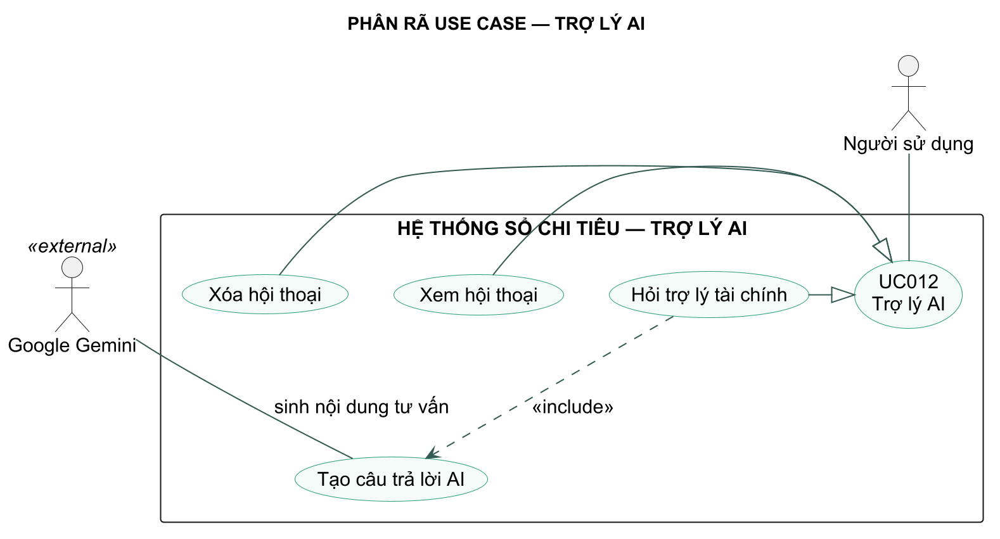 PHÂN RÃ USE CASE — TRỢ LÝ AI
Người sử dụng
HỆ THỐNG SỔ CHI TIÊU — TRỢ LÝ AI
«external»
Google Gemini
Xóa hội thoại
Xem hội thoại
Hỏi trợ lý tài chính
UC012
Trợ lý AI
sinh nội dung tư vấn
«include»
Tạo câu trả lời AI